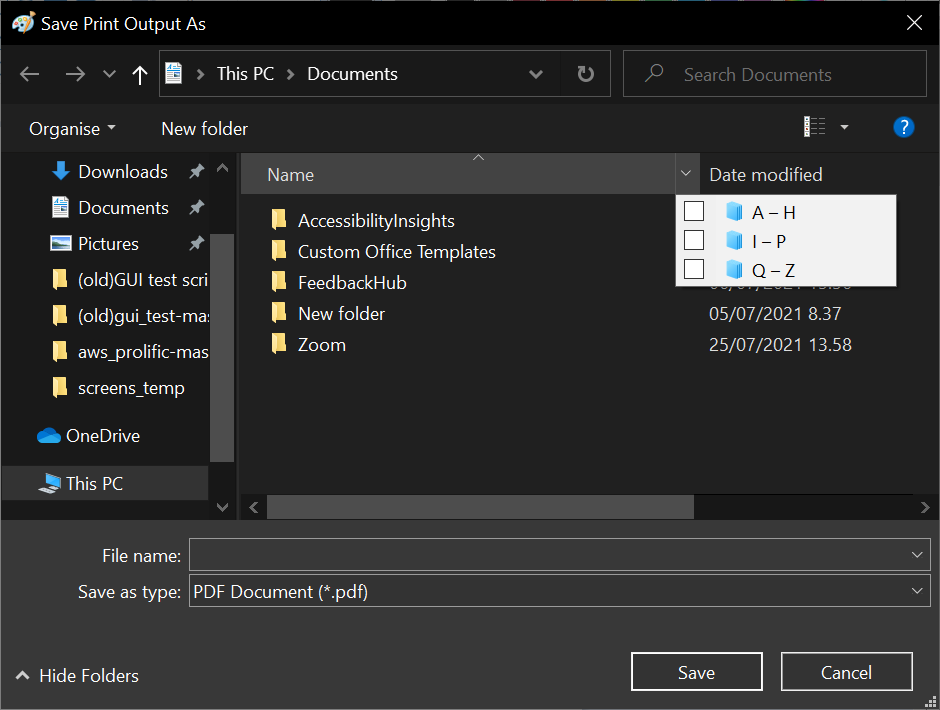 Save Print Output As
This PC Documents
Search Documents
Organise New folder
?
Name Date modified
Downloads
Documents
Pictures
(old)GUI test scri
(old)gui_test-mas
aws_prolific-mas
screens_temp
OneDrive
This PC
AccessibilityInsights
Custom Office Templates
FeedbackHub
New folder 05/07/2021 8.37
Zoom 25/07/2021 13.58
A – H
I – P
Q – Z
File name:
Save as type: PDF Document (*.pdf)
Hide Folders
Save
Cancel